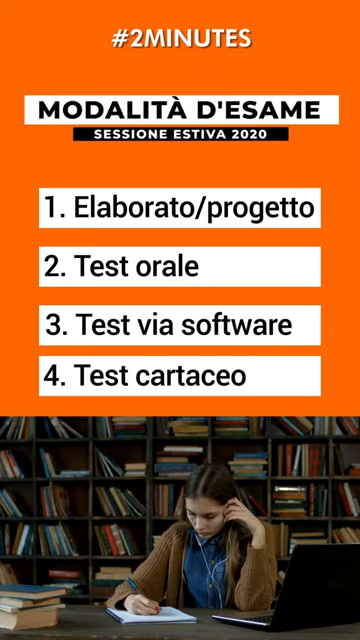 #2MINUTES
MODALITÀ D'ESAME
SESSIONE ESTIVA 2020
1. Elaborato/progetto
2. Test orale
3. Test via software
4. Test cartaceo